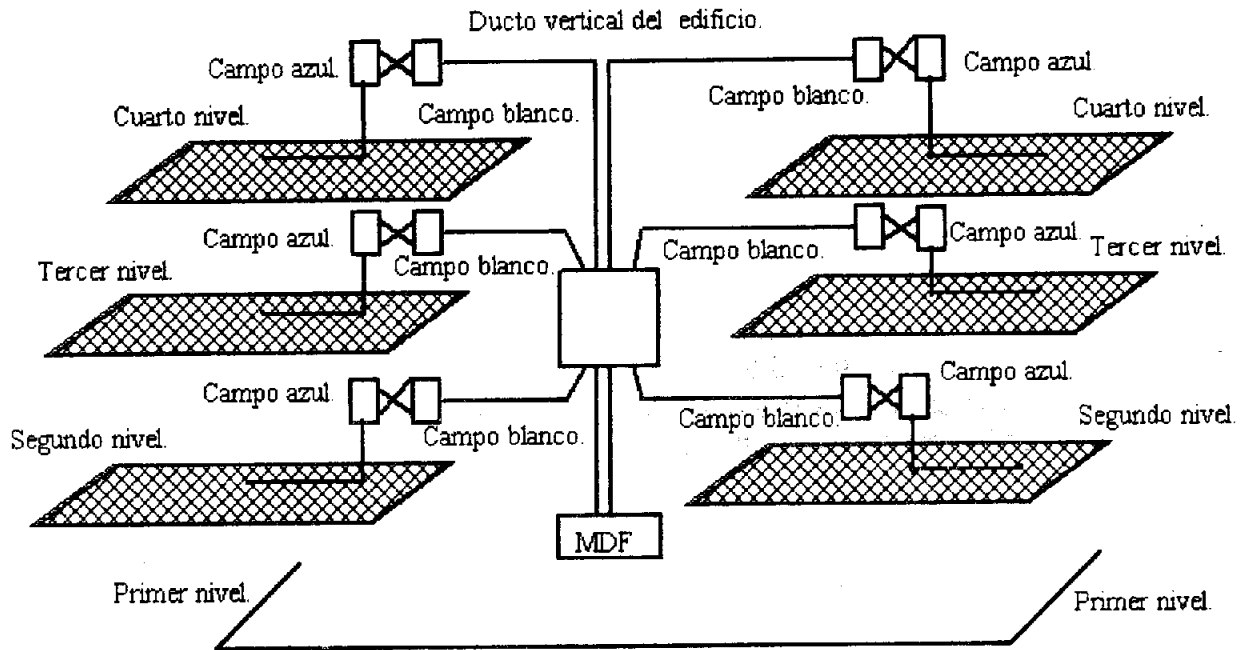 Ducto vertical del edificio.
Campo azul.
Campo azul.
Campo blanco.
Cuarto nivel.
Campo blanco.
Cuarto nivel.
Campo azul.
Campo azul.
Campo blanco.
Campo blanco.
Tercer nivel.
Tercer nivel.
Campo azul.
Campo azul.
Campo blanco.
Campo blanco.
Segundo nivel.
Segundo nivel.
MDF
Primer nivel.
Primer nivel.